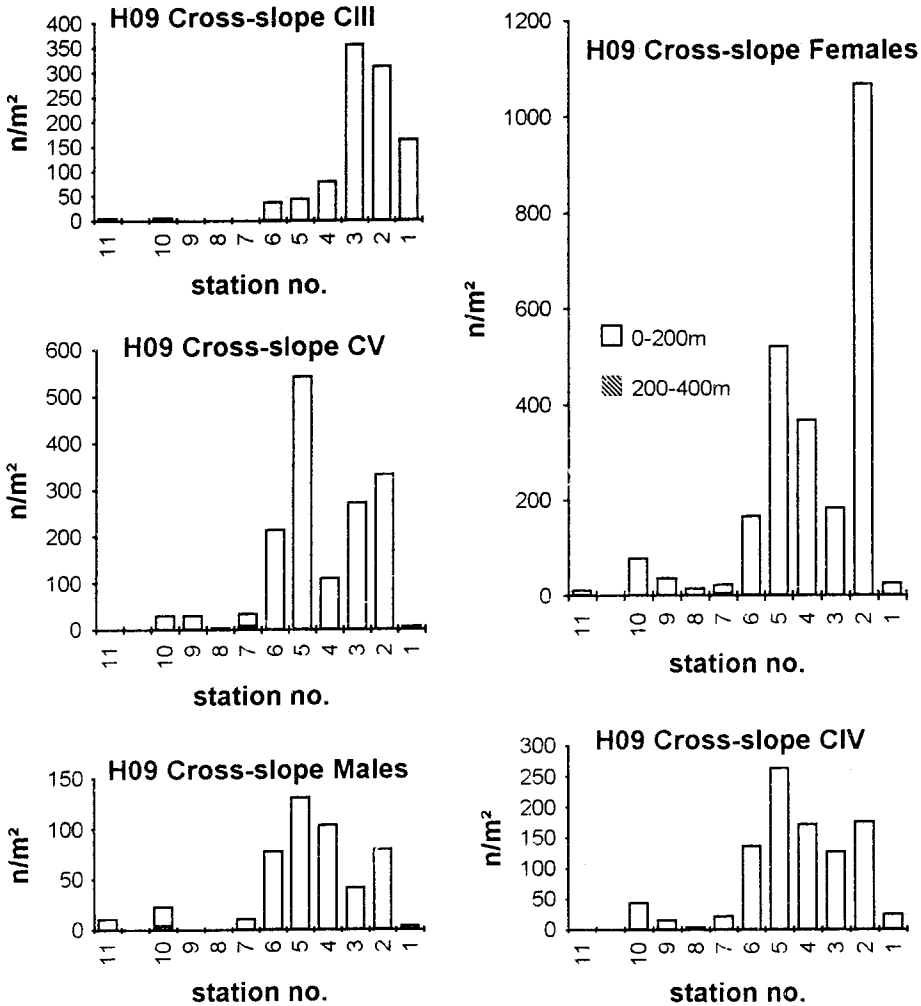 H09 Cross-slope CIII
n/m²
400
350
300
250
200
150
100
50
0
11 10 9 8 7 6 5 4 3 2 1
station no.
H09 Cross-slope CV
n/m²
600
500
400
300
200
100
0
11 10 9 8 7 6 5 4 3 2 1
station no.
H09 Cross-slope Males
n/m²
150
100
50
0
11 10 9 8 7 6 5 4 3 2 1
station no.
H09 Cross-slope Females
n/m²
1200
1000
800
600
400
200
0
0-200m
200-400m
11 10 9 8 7 6 5 4 3 2 1
station no.
H09 Cross-slope CIV
n/m²
300
250
200
150
100
50
0
11 10 9 8 7 6 5 4 3 2 1
station no.